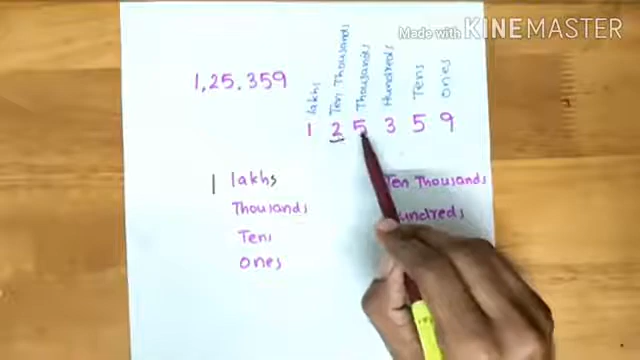 Made with KINEMASTER
1,25.359
lakhs Ten Thousands Thousands Hundreds Tens ones
1 2 5 3 5 9
1 lakhs Ten Thousands
Thousands Hundreds
Tens
ones